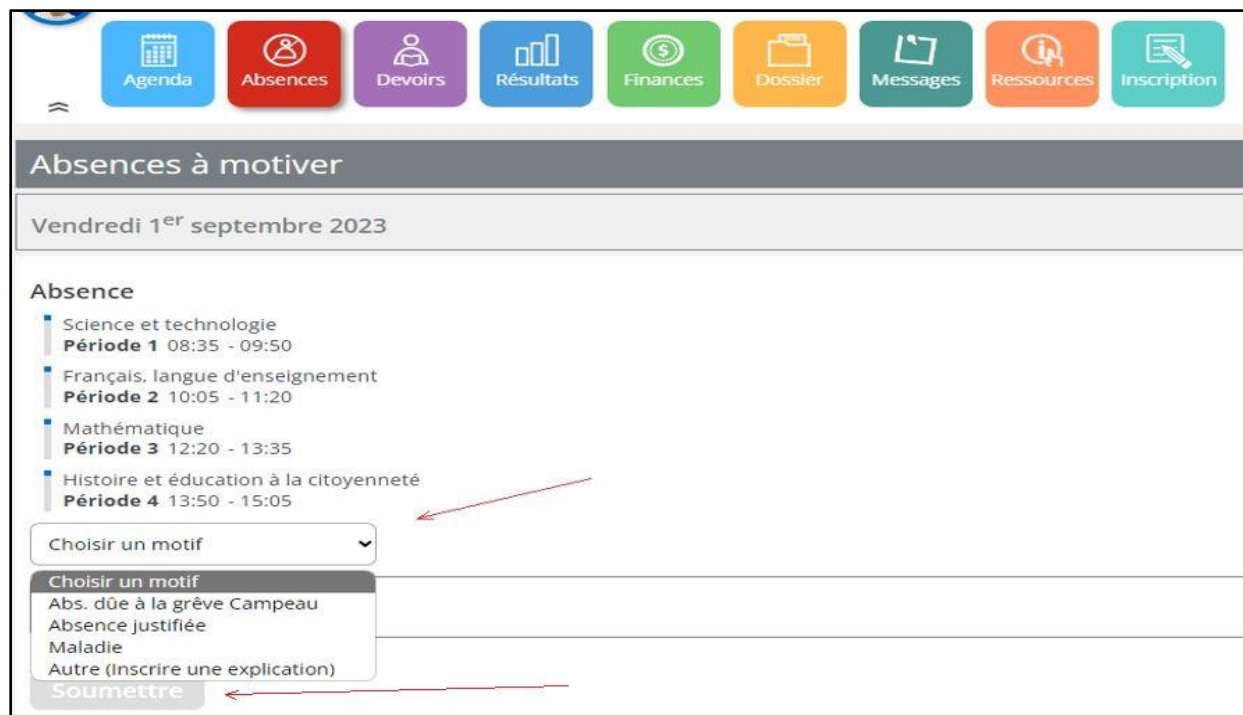 Agenda
Absences
Devoirs
Résultats
Finances
Dossier
Messages
Ressources
Inscription
Absences à motiver
Vendredi 1er septembre 2023
Absence
Science et technologie
Période 1 08:35 - 09:50
Français, langue d'enseignement
Période 2 10:05 - 11:20
Mathématique
Période 3 12:20 - 13:35
Histoire et éducation à la citoyenneté
Période 4 13:50 - 15:05
Choisir un motif
Choisir un motif
Abs. dûe à la grêve Campeau
Absence justifiée
Maladie
Autre (Inscrire une explication)
Soumettre